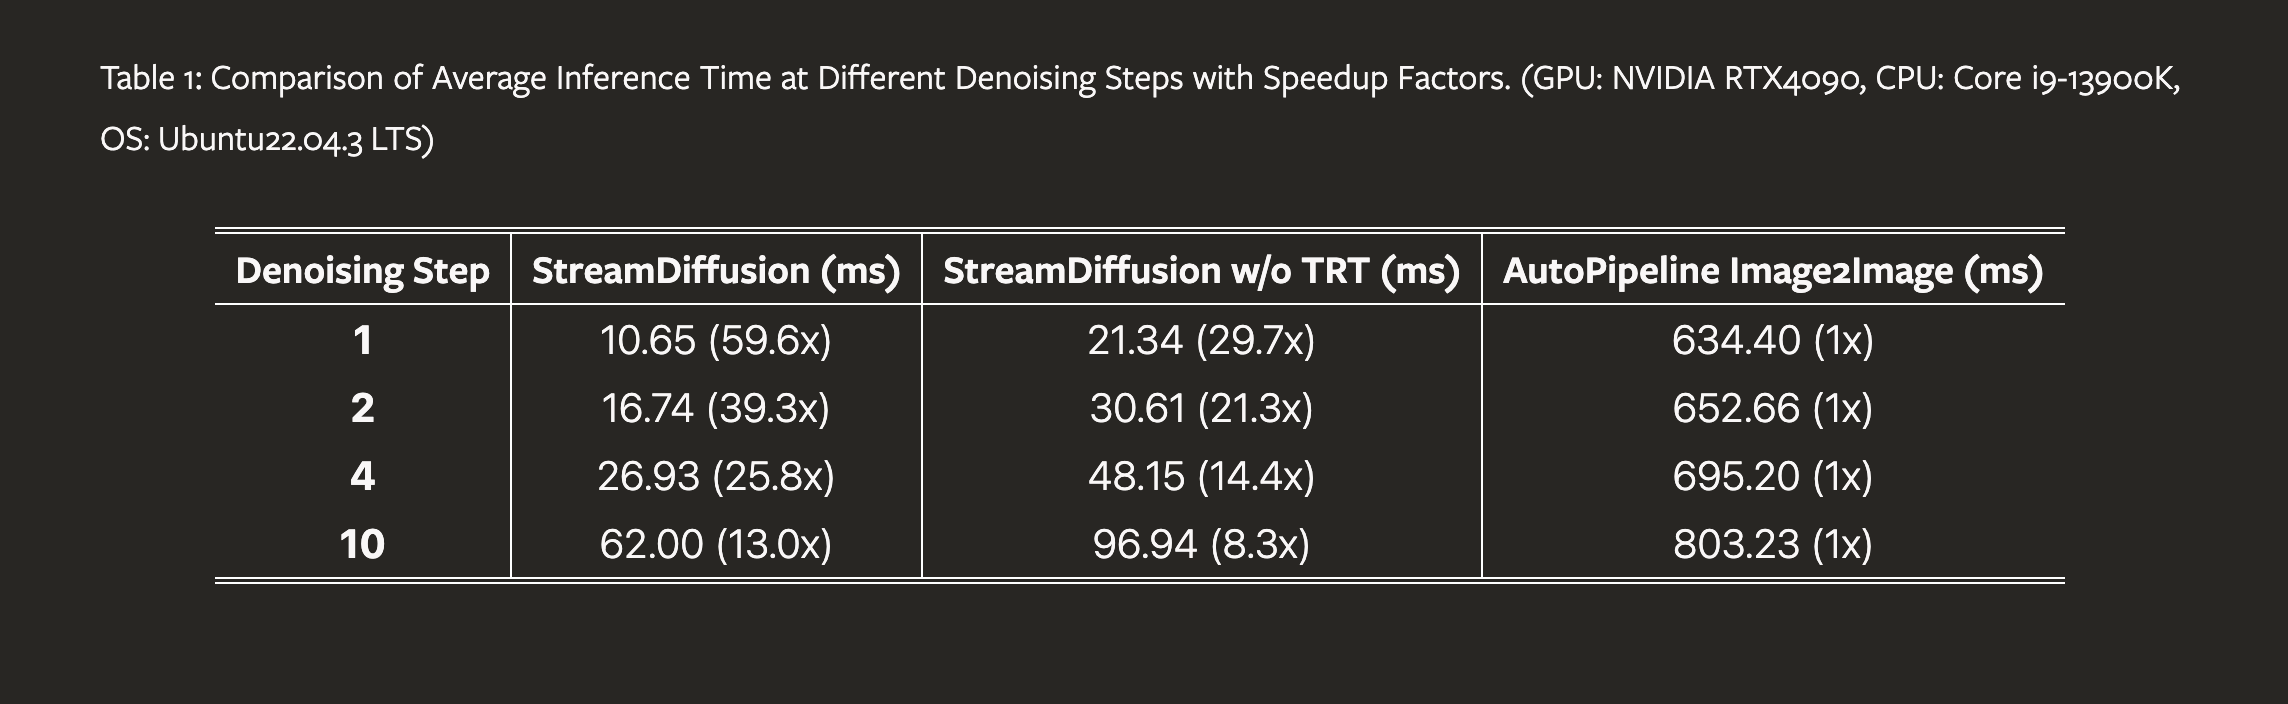 Table 1: Comparison of Average Inference Time at Different Denoising Steps with Speedup Factors. (GPU: NVIDIA RTX4090, CPU: Core i9-13900K,
OS: Ubuntu22.04.3 LTS)
Denoising Step StreamDiffusion (ms) StreamDiffusion w/o TRT (ms) AutoPipeline Image2Image (ms)
1 10.65 (59.6x) 21.34 (29.7x) 634.40 (1x)
2 16.74 (39.3x) 30.61 (21.3x) 652.66 (1x)
4 26.93 (25.8x) 48.15 (14.4x) 695.20 (1x)
10 62.00 (13.0x) 96.94 (8.3x) 803.23 (1x)